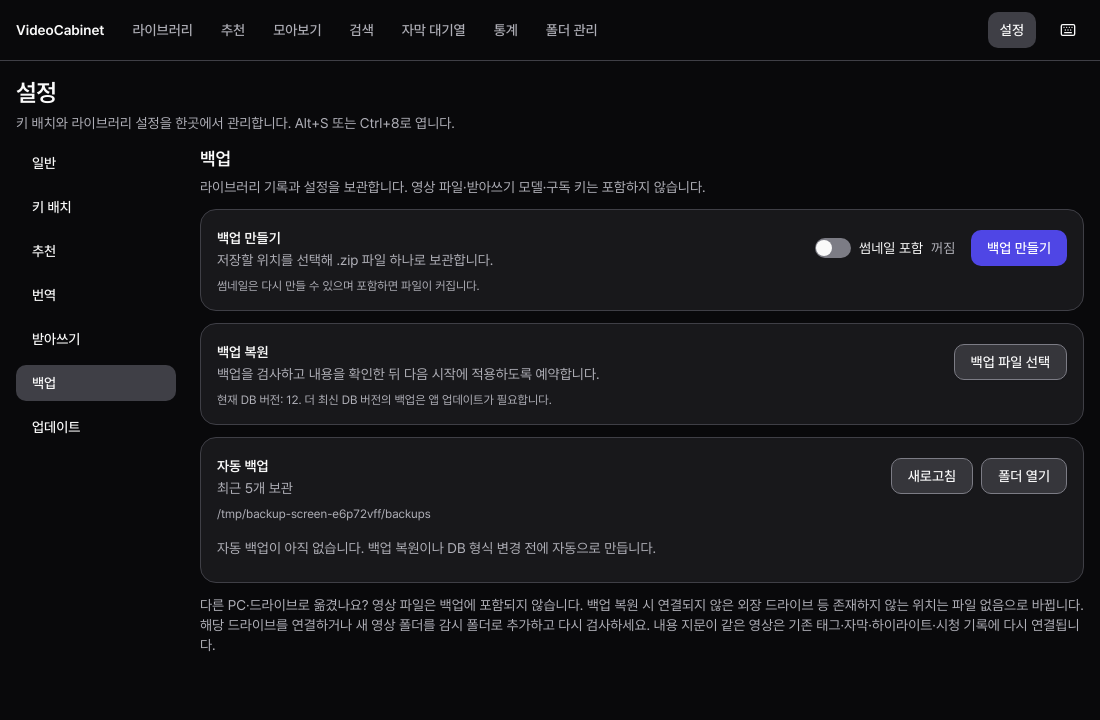 VideoCabinet 라이브러리 추천 모아보기 검색 자막 대기열 통계 폴더 관리 설정
설정
키 배치와 라이브러리 설정을 한곳에서 관리합니다. Alt+S 또는 Ctrl+8로 엽니다.
일반
키 배치
추천
번역
받아쓰기
백업
업데이트
백업
라이브러리 기록과 설정을 보관합니다. 영상 파일·받아쓰기 모델·구독 키는 포함하지 않습니다.
백업 만들기
저장할 위치를 선택해 .zip 파일 하나로 보관합니다.
썸네일은 다시 만들 수 있으며 포함하면 파일이 커집니다.
썸네일 포함 꺼짐 백업 만들기
백업 복원
백업을 검사하고 내용을 확인한 뒤 다음 시작에 적용하도록 예약합니다.
현재 DB 버전: 12. 더 최신 DB 버전의 백업은 앱 업데이트가 필요합니다.
백업 파일 선택
자동 백업
최근 5개 보관
/tmp/backup-screen-e6p72vff/backups
새로고침 폴더 열기
자동 백업이 아직 없습니다. 백업 복원이나 DB 형식 변경 전에 자동으로 만듭니다.
다른 PC·드라이브로 옮겼나요? 영상 파일은 백업에 포함되지 않습니다. 백업 복원 시 연결되지 않은 외장 드라이브 등 존재하지 않는 위치는 파일 없음으로 바뀝니다.
해당 드라이브를 연결하거나 새 영상 폴더를 감시 폴더로 추가하고 다시 검사하세요. 내용 지문이 같은 영상은 기존 태그·자막·하이라이트·시청 기록에 다시 연결됩니
다.